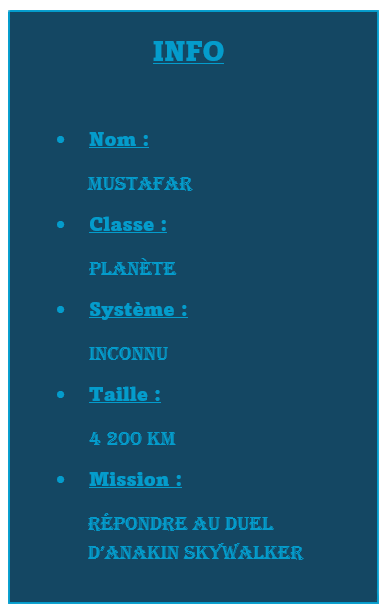 INFO
• Nom :
MUSTAFAR
• Classe :
PLANÈTE
• Système :
INCONNU
• Taille :
4 200 KM
• Mission :
RÉPONDRE AU DUEL
D'ANAKIN SKYWALKER